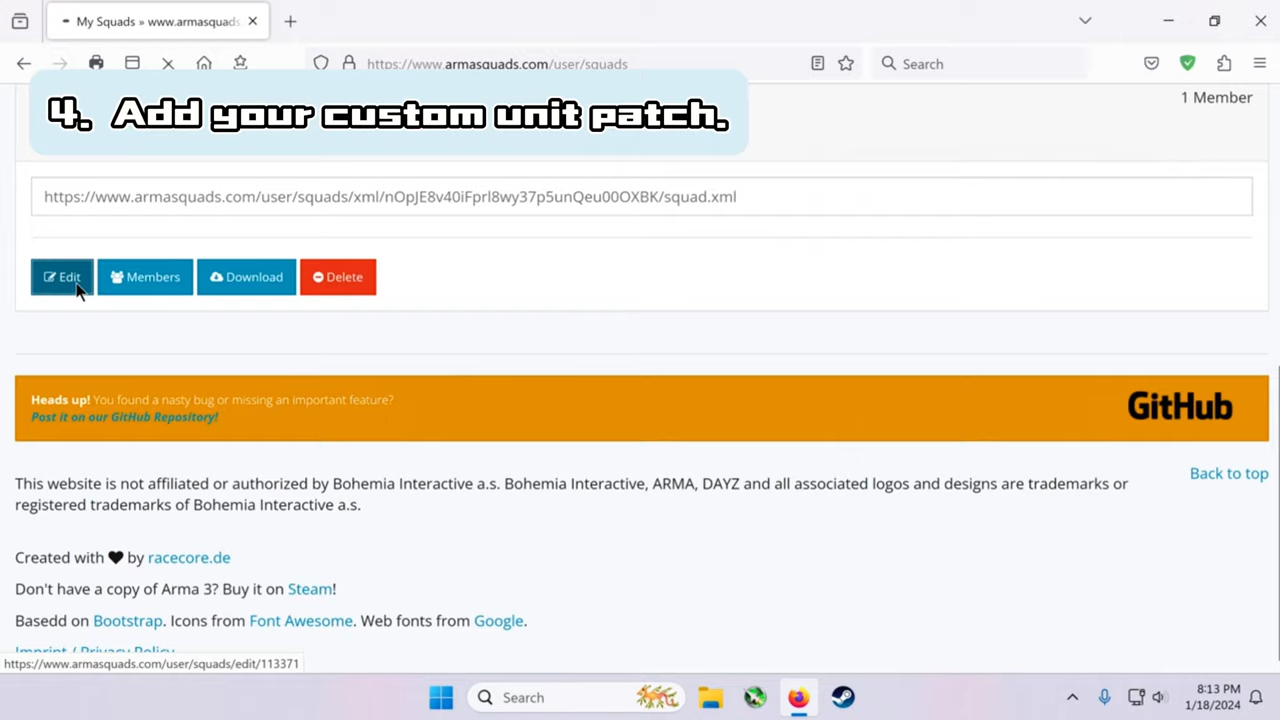 My Squads » www.armasquads
https://www.armasquads.com/user/squads
Search
4. Add your custom unit patch.
1 Member
https://www.armasquads.com/user/squads/xml/nOpJE8v40iFprl8wy37p5unQeu00OXBK/squad.xml
Edit
Members
Download
Delete
Heads up! You found a nasty bug or missing an important feature?
Post it on our GitHub Repository!
GitHub
Back to top
This website is not affiliated or authorized by Bohemia Interactive a.s. Bohemia Interactive, ARMA, DAYZ and all associated logos and designs are trademarks or
registered trademarks of Bohemia Interactive a.s.
Created with by racecore.de
Don't have a copy of Arma 3? Buy it on Steam!
Basedd on Bootstrap. Icons from Font Awesome. Web fonts from Google.
Imprint / Privacy Policy
https://www.armasquads.com/user/squads/edit/113371
Search
8:13 PM
1/18/2024